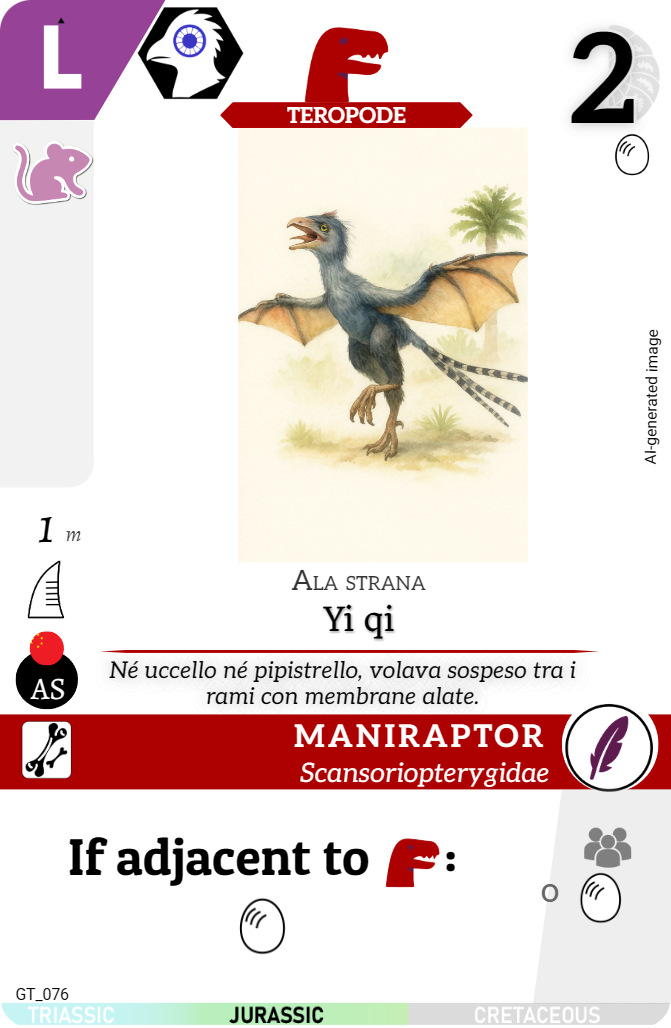 L
2
TEROPODE
AI-generated image
1 m
Ala strana
Yi qi
AS
Né uccello né pipistrello, volava sospeso tra i
rami con membrane alate.
MANIRAPTOR
Scansoriopterygidae
If adjacent to :
o
GT_076
TRIASSIC JURASSIC CRETACEOUS